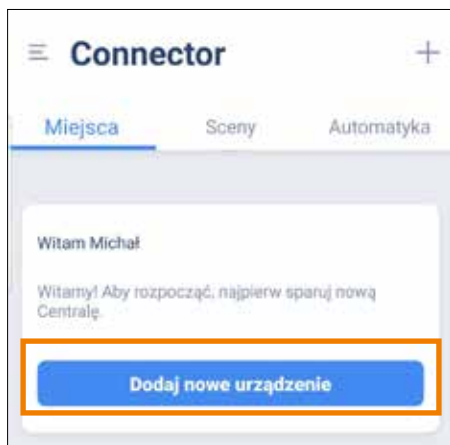 Connector
Miejsca Sceny Automatyka
Witam Michał
Witamy! Aby rozpocząć, najpierw sparuj nową
Centralę.
Dodaj nowe urządzenie